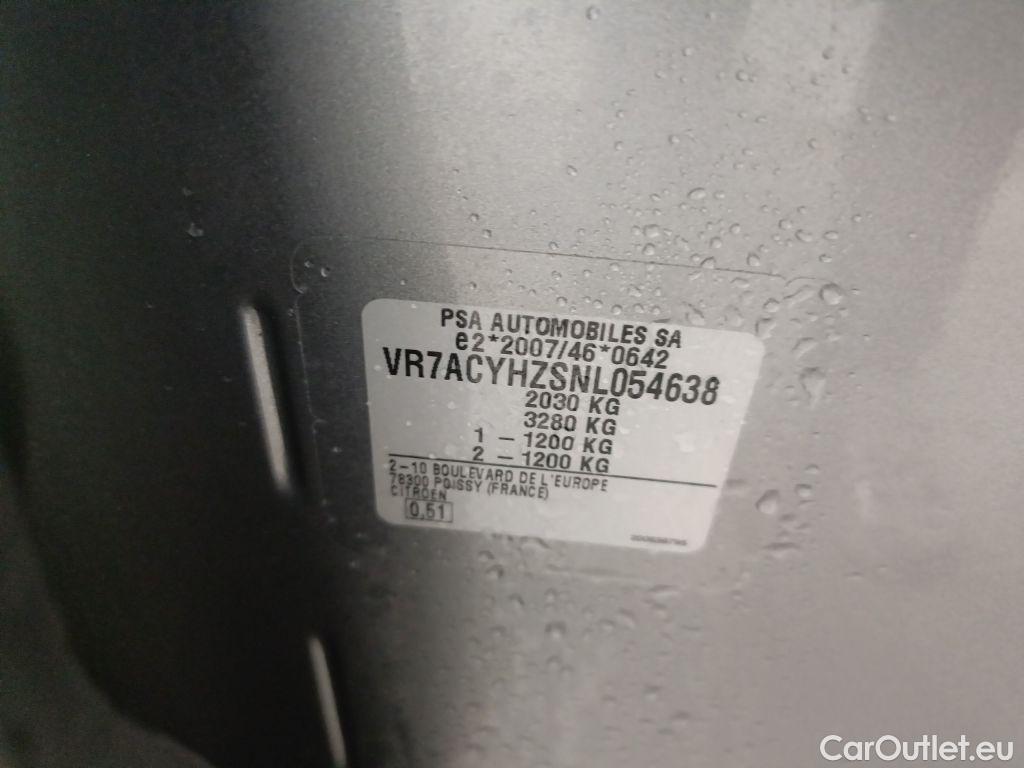 PSA AUTOMOBILES SA
e2*2007/46*0642
VR7ACYHZSNL054638
2030 KG
3280 KG
1 - 1200 KG
2 - 1200 KG
2-10 BOULEVARD DE L'EUROPE
78300 POISSY (FRANCE)
CITROEN
0,51
CarOutlet.eu